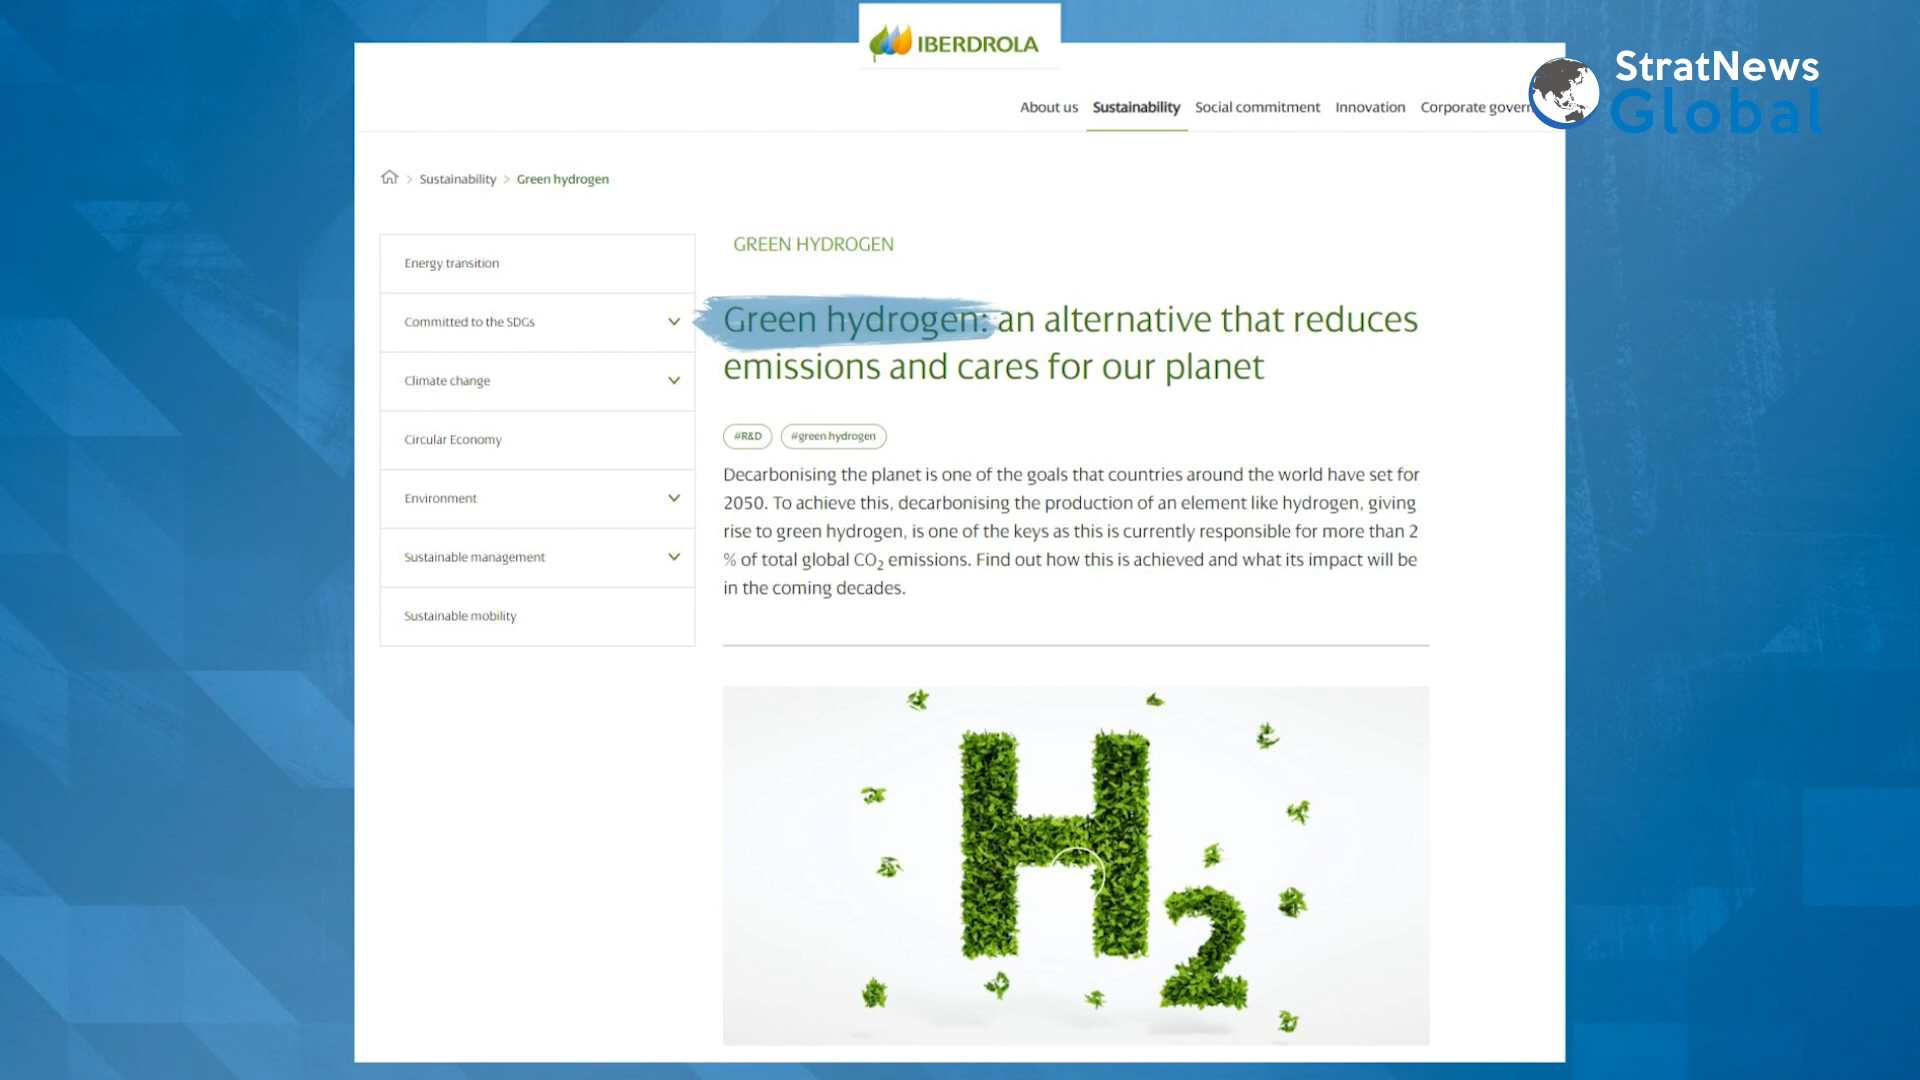 IBERDROLA
StratNews
Global
About us Sustainability Social commitment Innovation Corporate govern
Sustainability > Green hydrogen
Energy transition
Committed to the SDGs
Climate change
Circular Economy
Environment
Sustainable management
Sustainable mobility
GREEN HYDROGEN
Green hydrogen: an alternative that reduces
emissions and cares for our planet
#R&D #green hydrogen
Decarbonising the planet is one of the goals that countries around the world have set for
2050. To achieve this, decarbonising the production of an element like hydrogen, giving
rise to green hydrogen, is one of the keys as this is currently responsible for more than 2
% of total global CO₂ emissions. Find out how this is achieved and what its impact will be
in the coming decades.
H2